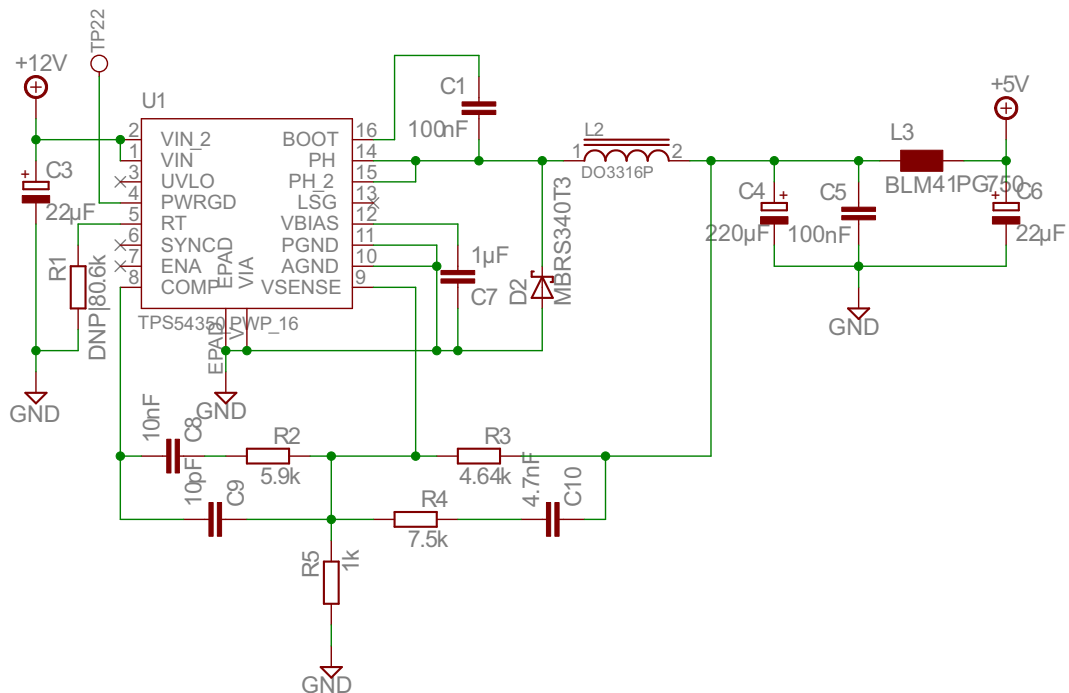 TP22
+12V
+5V
U1
C1
100nF
L2
L3
2
VIN_2
BOOT
16
1
VIN
PH
14
3
UVLO
PH_2
15
4
PWRGD
LSG
13
5
RT
VBIAS
12
6
SYNC
PGND
11
7
ENA
AGND
10
8
COMP
VSENSE
9
EPAD
VIA
C3
22µF
1
2
DO3316P
BLM41PG750
C4
220µF
C5
100nF
C6
22µF
R1
DNP|80.6k
1µF
C7
D2
MBRS340T3
TPS54350_PWP_16
EPAD
V
GND
GND
GND
10nF
C8
R2
5.9k
R3
4.64k
10pF
C9
R4
7.5k
4.7nF
C10
R5
1k
GND